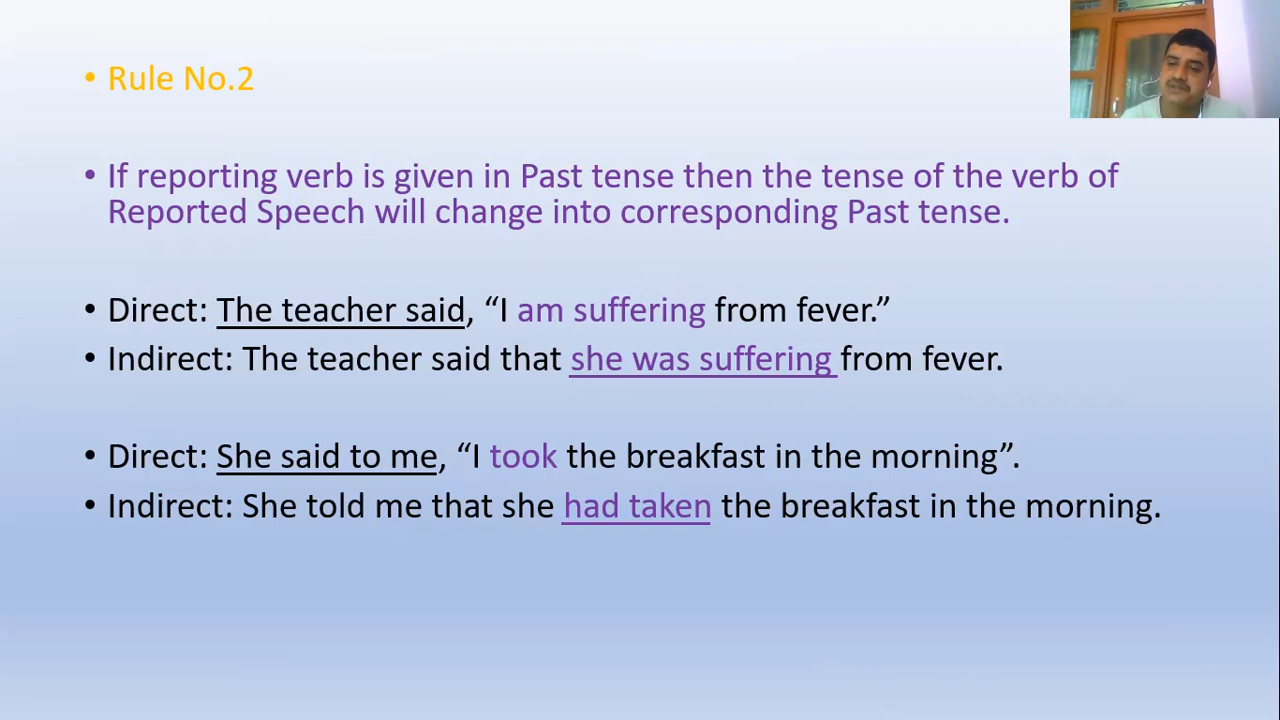 • Rule No.2
• If reporting verb is given in Past tense then the tense of the verb of
Reported Speech will change into corresponding Past tense.
• Direct: The teacher said, “I am suffering from fever.”
• Indirect: The teacher said that she was suffering from fever.
• Direct: She said to me, “I took the breakfast in the morning”.
• Indirect: She told me that she had taken the breakfast in the morning.